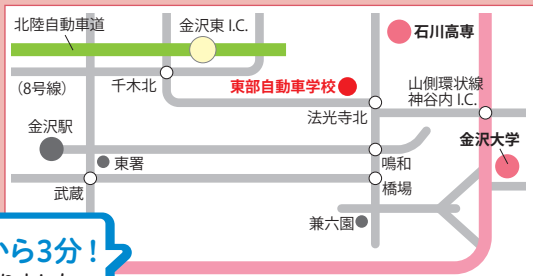 北陸自動車道
金沢東 I.C.
石川高専
(8号線)
千木北
東部自動車学校
山側環状線
神谷内 I.C.
法光寺北
金沢駅
金沢大学
東署
鳴和
武蔵
橋場
兼六園
から3分!